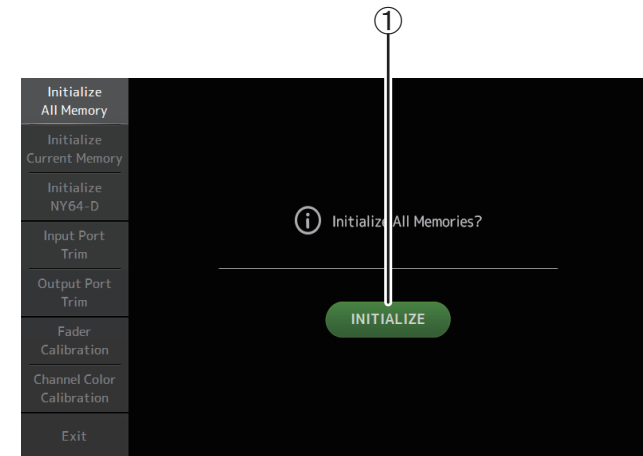 ①
Initialize
All Memory
Initialize
Current Memory
Initialize
NY64-D
Input Port
Trim
Output Port
Trim
Fader
Calibration
Channel Color
Calibration
Exit
Initialize All Memories?
INITIALIZE